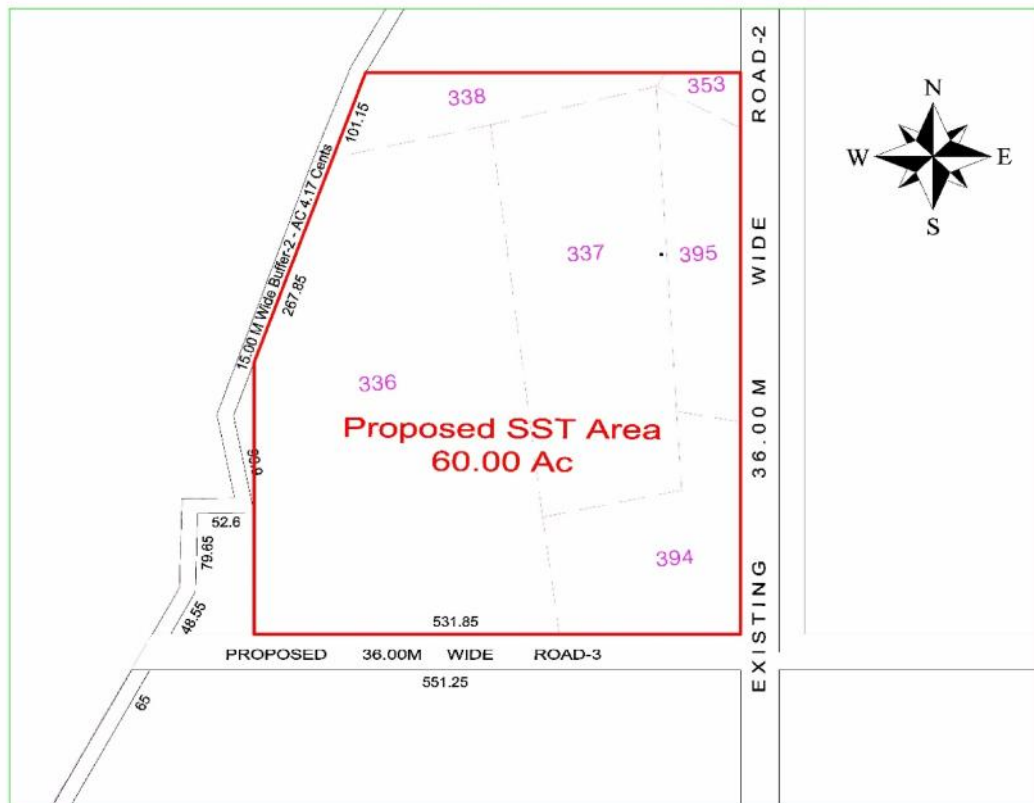 338
353
101.15
15.00 M Wide Buffer-2 - AC 4.17 Cents
267.85
337
395
336
Proposed SST Area
60.00 Ac
52.6
79.65
48.55
394
531.85
PROPOSED 36.00M WIDE ROAD-3
551.25
65
EXISTING 36.00M WIDE ROAD-2
N
W E
S